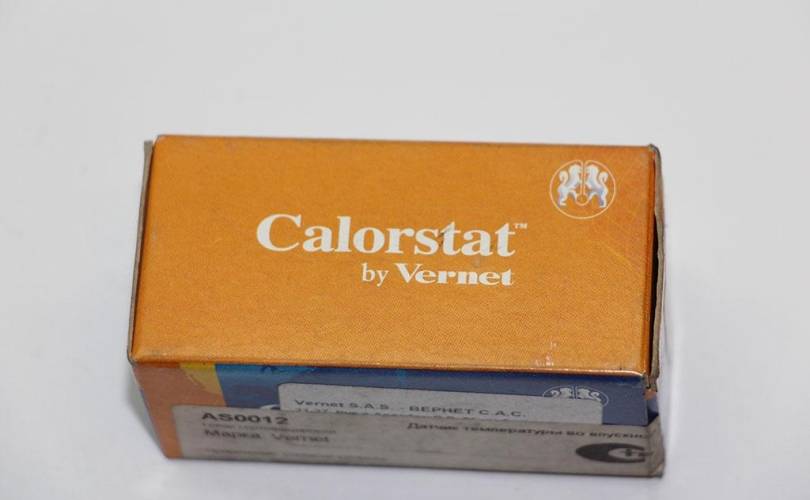 Calorstat™
by Vernet
Vernet S.A.S. - ВЕРНЕТ С.А.С.
AS0012
Марка Vernet
Датчик температуры во впускн